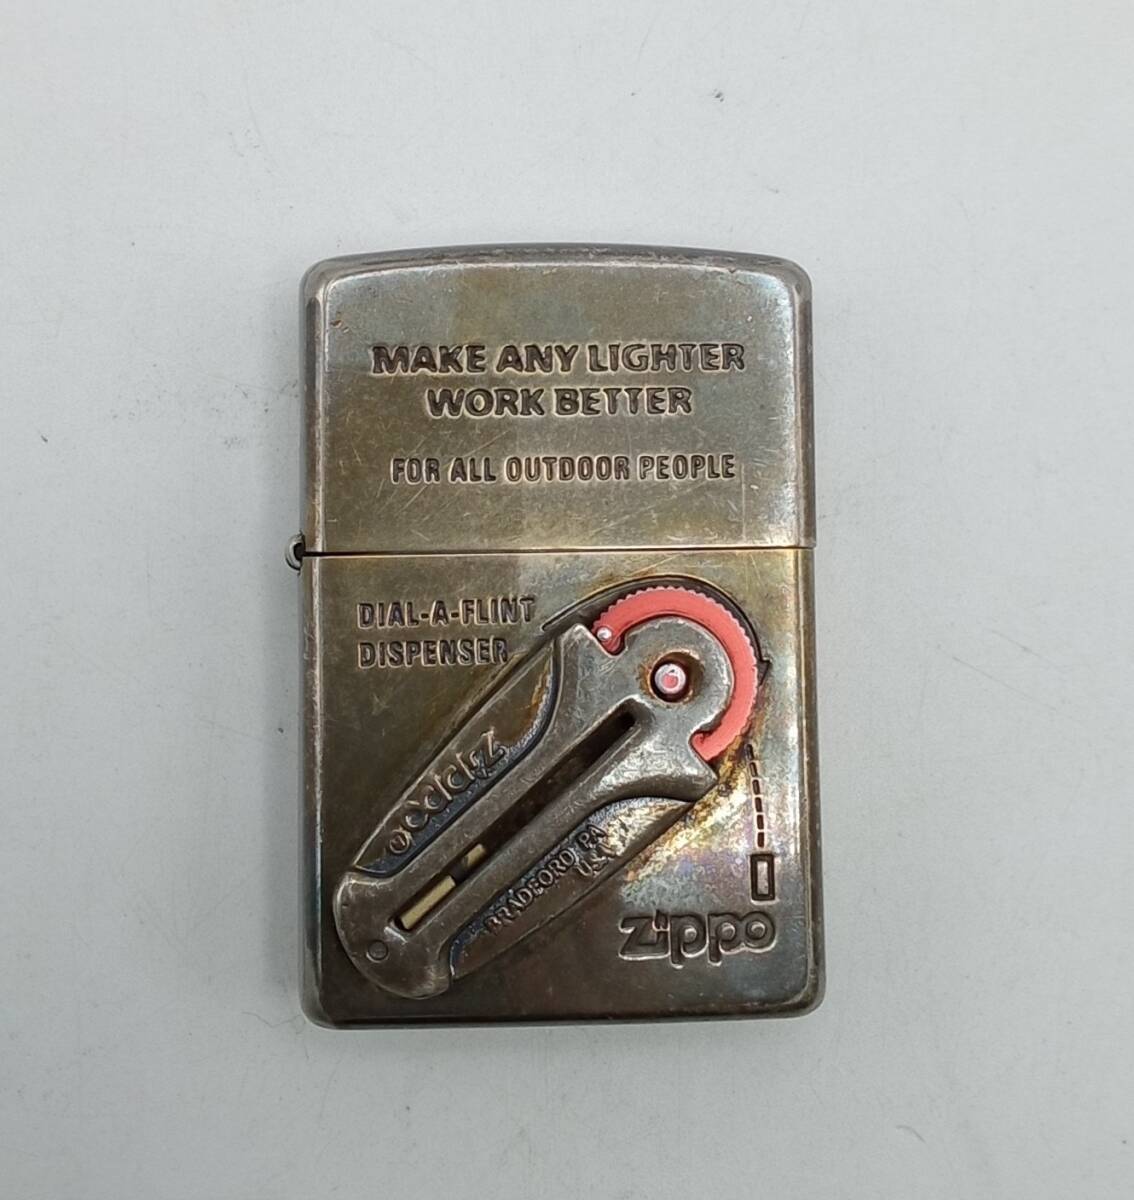 MAKE ANY LIGHTER
WORK BETTER
FOR ALL OUTDOOR PEOPLE
DIAL-A-FLINT
DISPENSER
Zippo
BRADFORD PA
U.S.A
zippo